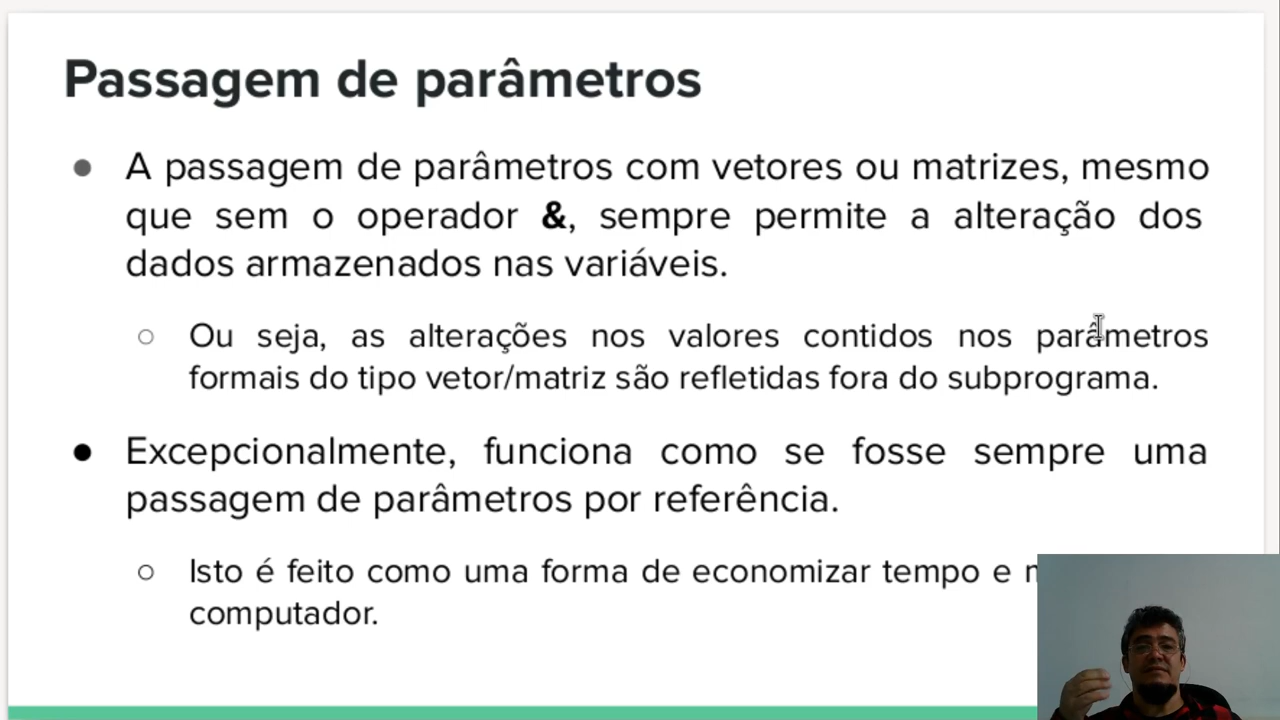 Passagem de parâmetros
● A passagem de parâmetros com vetores ou matrizes, mesmo
que sem o operador &, sempre permite a alteração dos
dados armazenados nas variáveis.
○ Ou seja, as alterações nos valores contidos nos parâmetros
formais do tipo vetor/matriz são refletidas fora do subprograma.
● Excepcionalmente, funciona como se fosse sempre uma
passagem de parâmetros por referência.
○ Isto é feito como uma forma de economizar tempo e
computador.